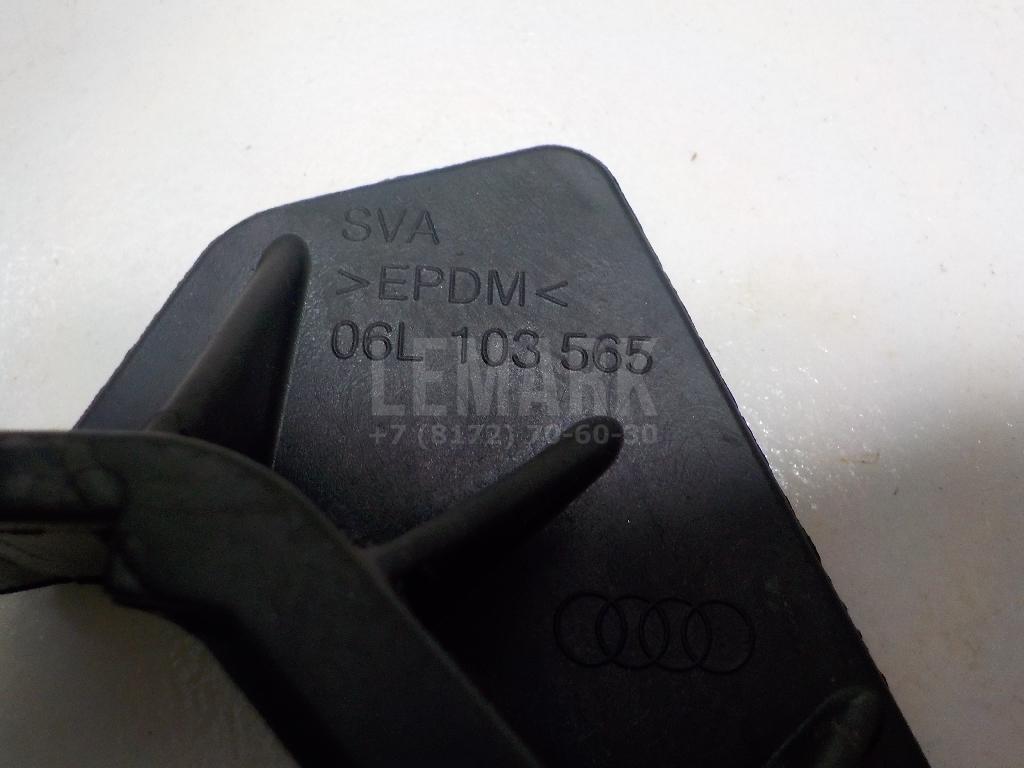 SVA
>EPDM<
06L 103 565
LEMARK
+7 (8172) 70-60-30